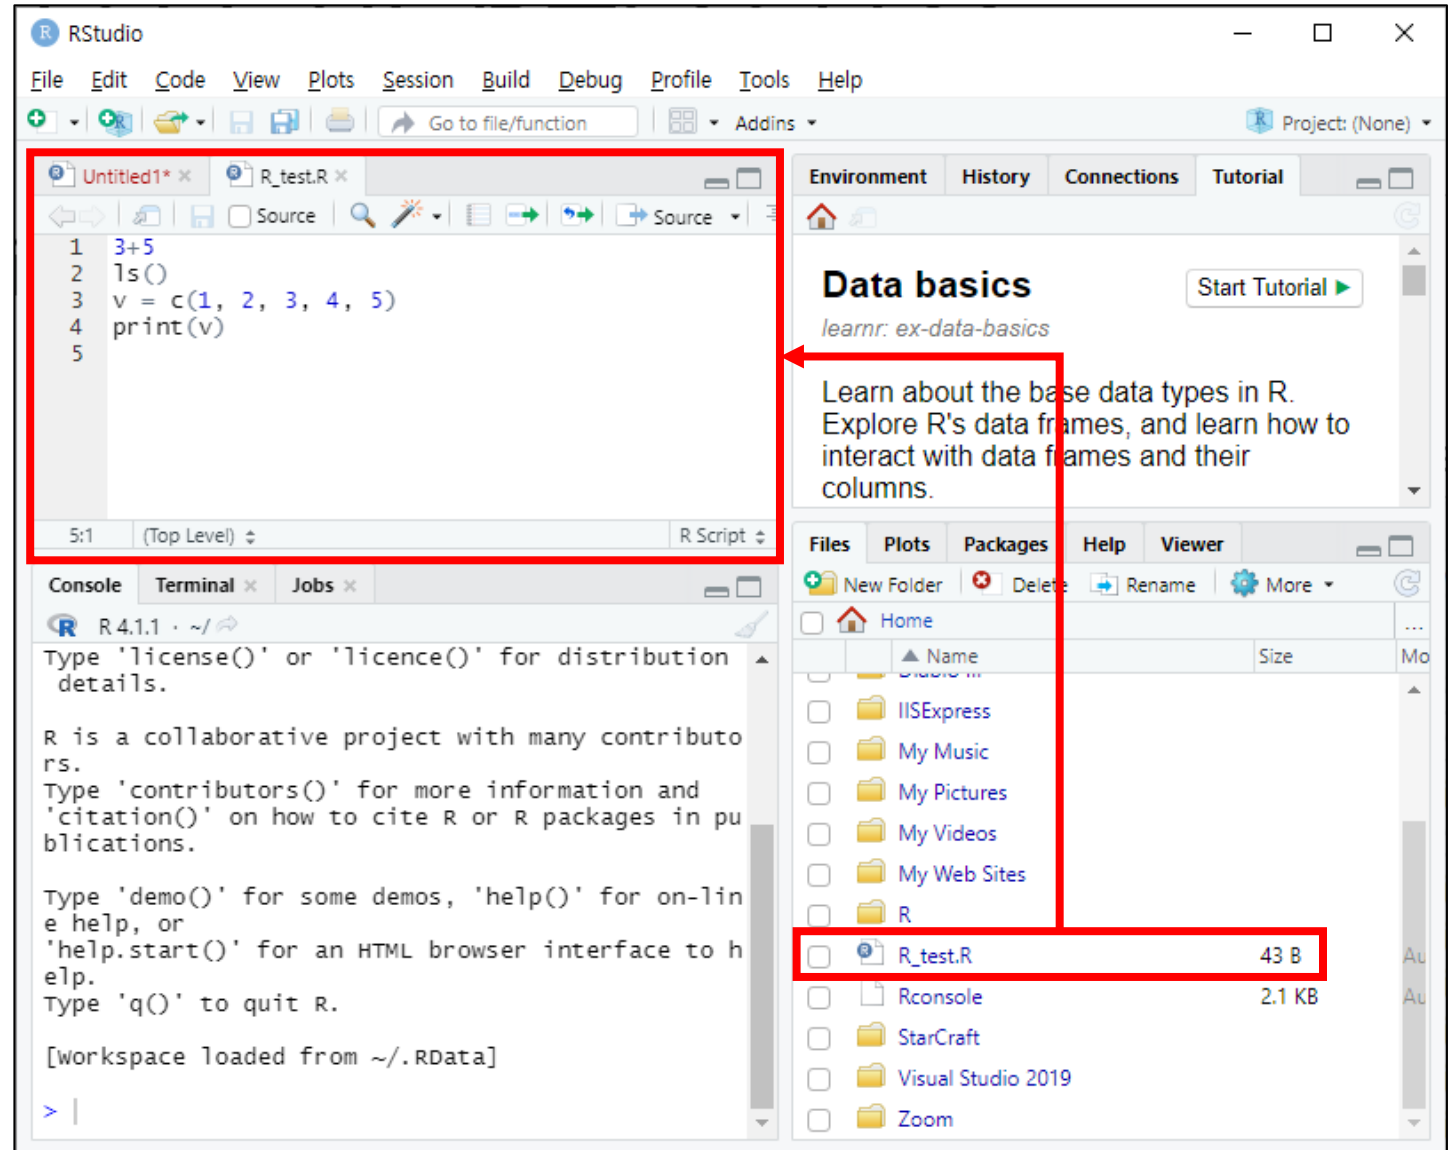 RStudio
File Edit Code View Plots Session Build Debug Profile Tools Help
Go to file/function Addins Project: (None)
Untitled1* R_test.R
Source Source
1 3+5
2 ls()
3 v = c(1, 2, 3, 4, 5)
4 print(v)
5
5:1 (Top Level) R Script
Console Terminal Jobs
R 4.1.1 · ~/
Type 'license()' or 'licence()' for distribution
details.
R is a collaborative project with many contributo
rs.
Type 'contributors()' for more information and
'citation()' on how to cite R or R packages in pu
blications.
Type 'demo()' for some demos, 'help()' for on-lin
e help, or
'help.start()' for an HTML browser interface to h
elp.
Type 'q()' to quit R.
[Workspace loaded from ~/.RData]
>
Environment History Connections Tutorial
Data basics Start Tutorial
learnr: ex-data-basics
Learn about the base data types in R.
Explore R's data frames, and learn how to
interact with data frames and their
columns.
Files Plots Packages Help Viewer
New Folder Delete Rename More
Home ...
Name Size Mo
IISExpress
My Music
My Pictures
My Videos
My Web Sites
R
R_test.R 43 B Au
Rconsole 2.1 KB Au
StarCraft
Visual Studio 2019
Zoom